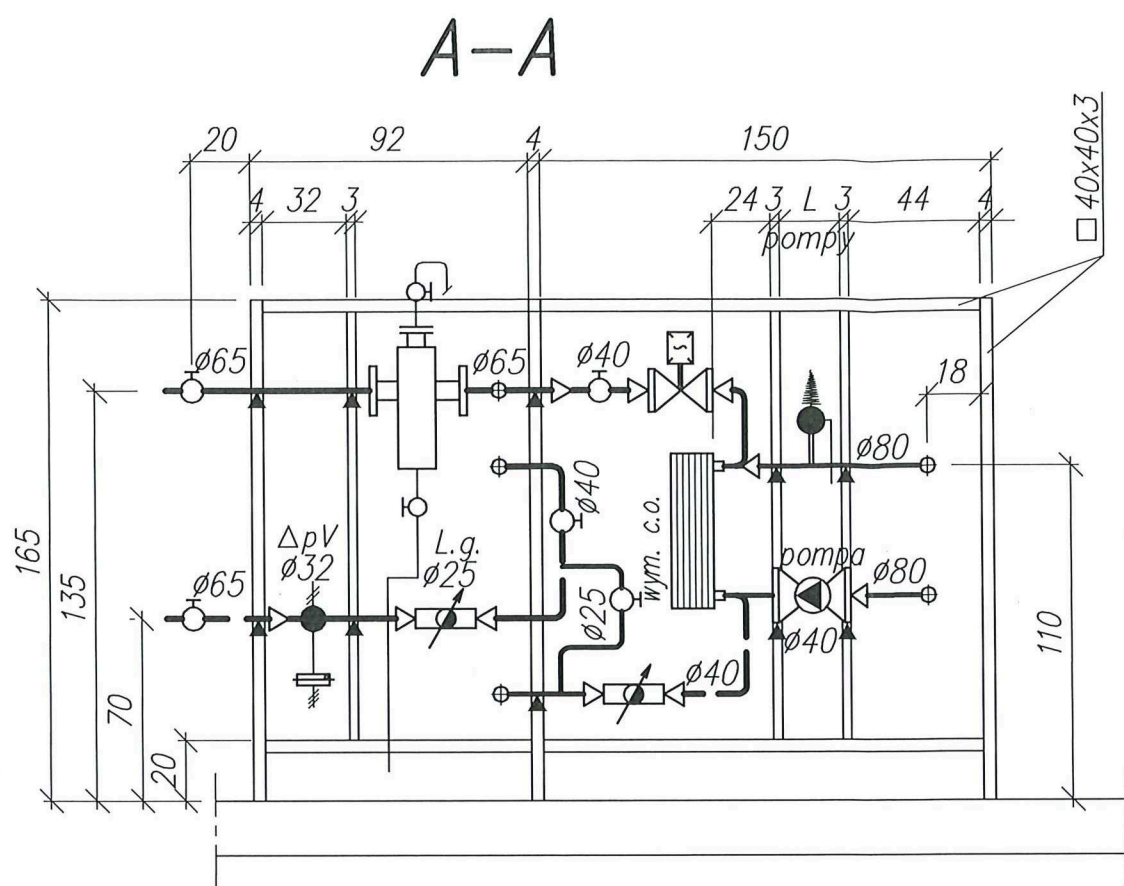 A-A
20 92 4 150
4 32 3 24 3 L 3 44 4
pompy
□ 40x40x3
ø65 ø65 ø40 18
ø80
ø40
165
135
ΔpV L.g. wym. c.o. pompa
ø65 ø32 ø25 ø25 ø80
ø40
ø40
110
70
20